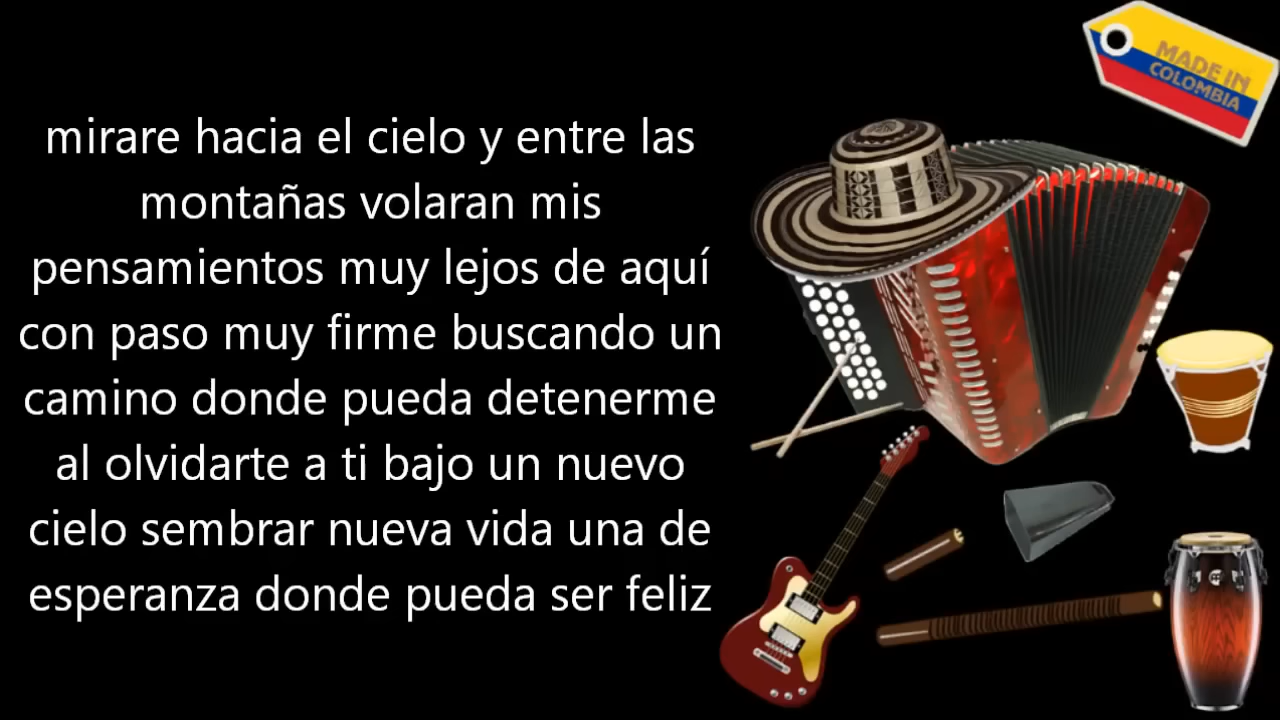 mirare hacia el cielo y entre las
montañas volaran mis
pensamientos muy lejos de aquí
con paso muy firme buscando un
camino donde pueda detenerme
al olvidarte a ti bajo un nuevo
cielo sembrar nueva vida una de
esperanza donde pueda ser feliz
MADE IN
COLOMBIA